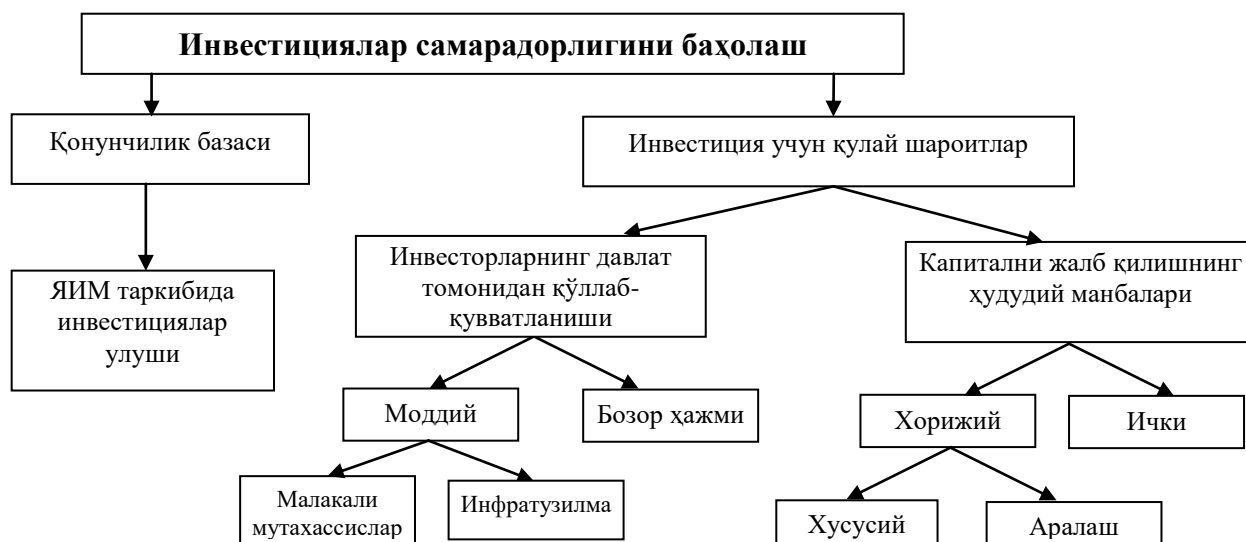 Инвестициялар самарадорлигини баҳолаш
Қонунчилик базаси
Инвестиция учун қулай шароитлар
ЯИМ таркибида
инвестициялар
улуши
Инвесторларнинг давлат
томонидан қўллаб-
қувватланиши
Капитални жалб қилишнинг
ҳудудий манбалари
Моддий
Бозор ҳажми
Хорижий
Ички
Малакали
мутахассислар
Инфратузилма
Хусусий
Аралаш